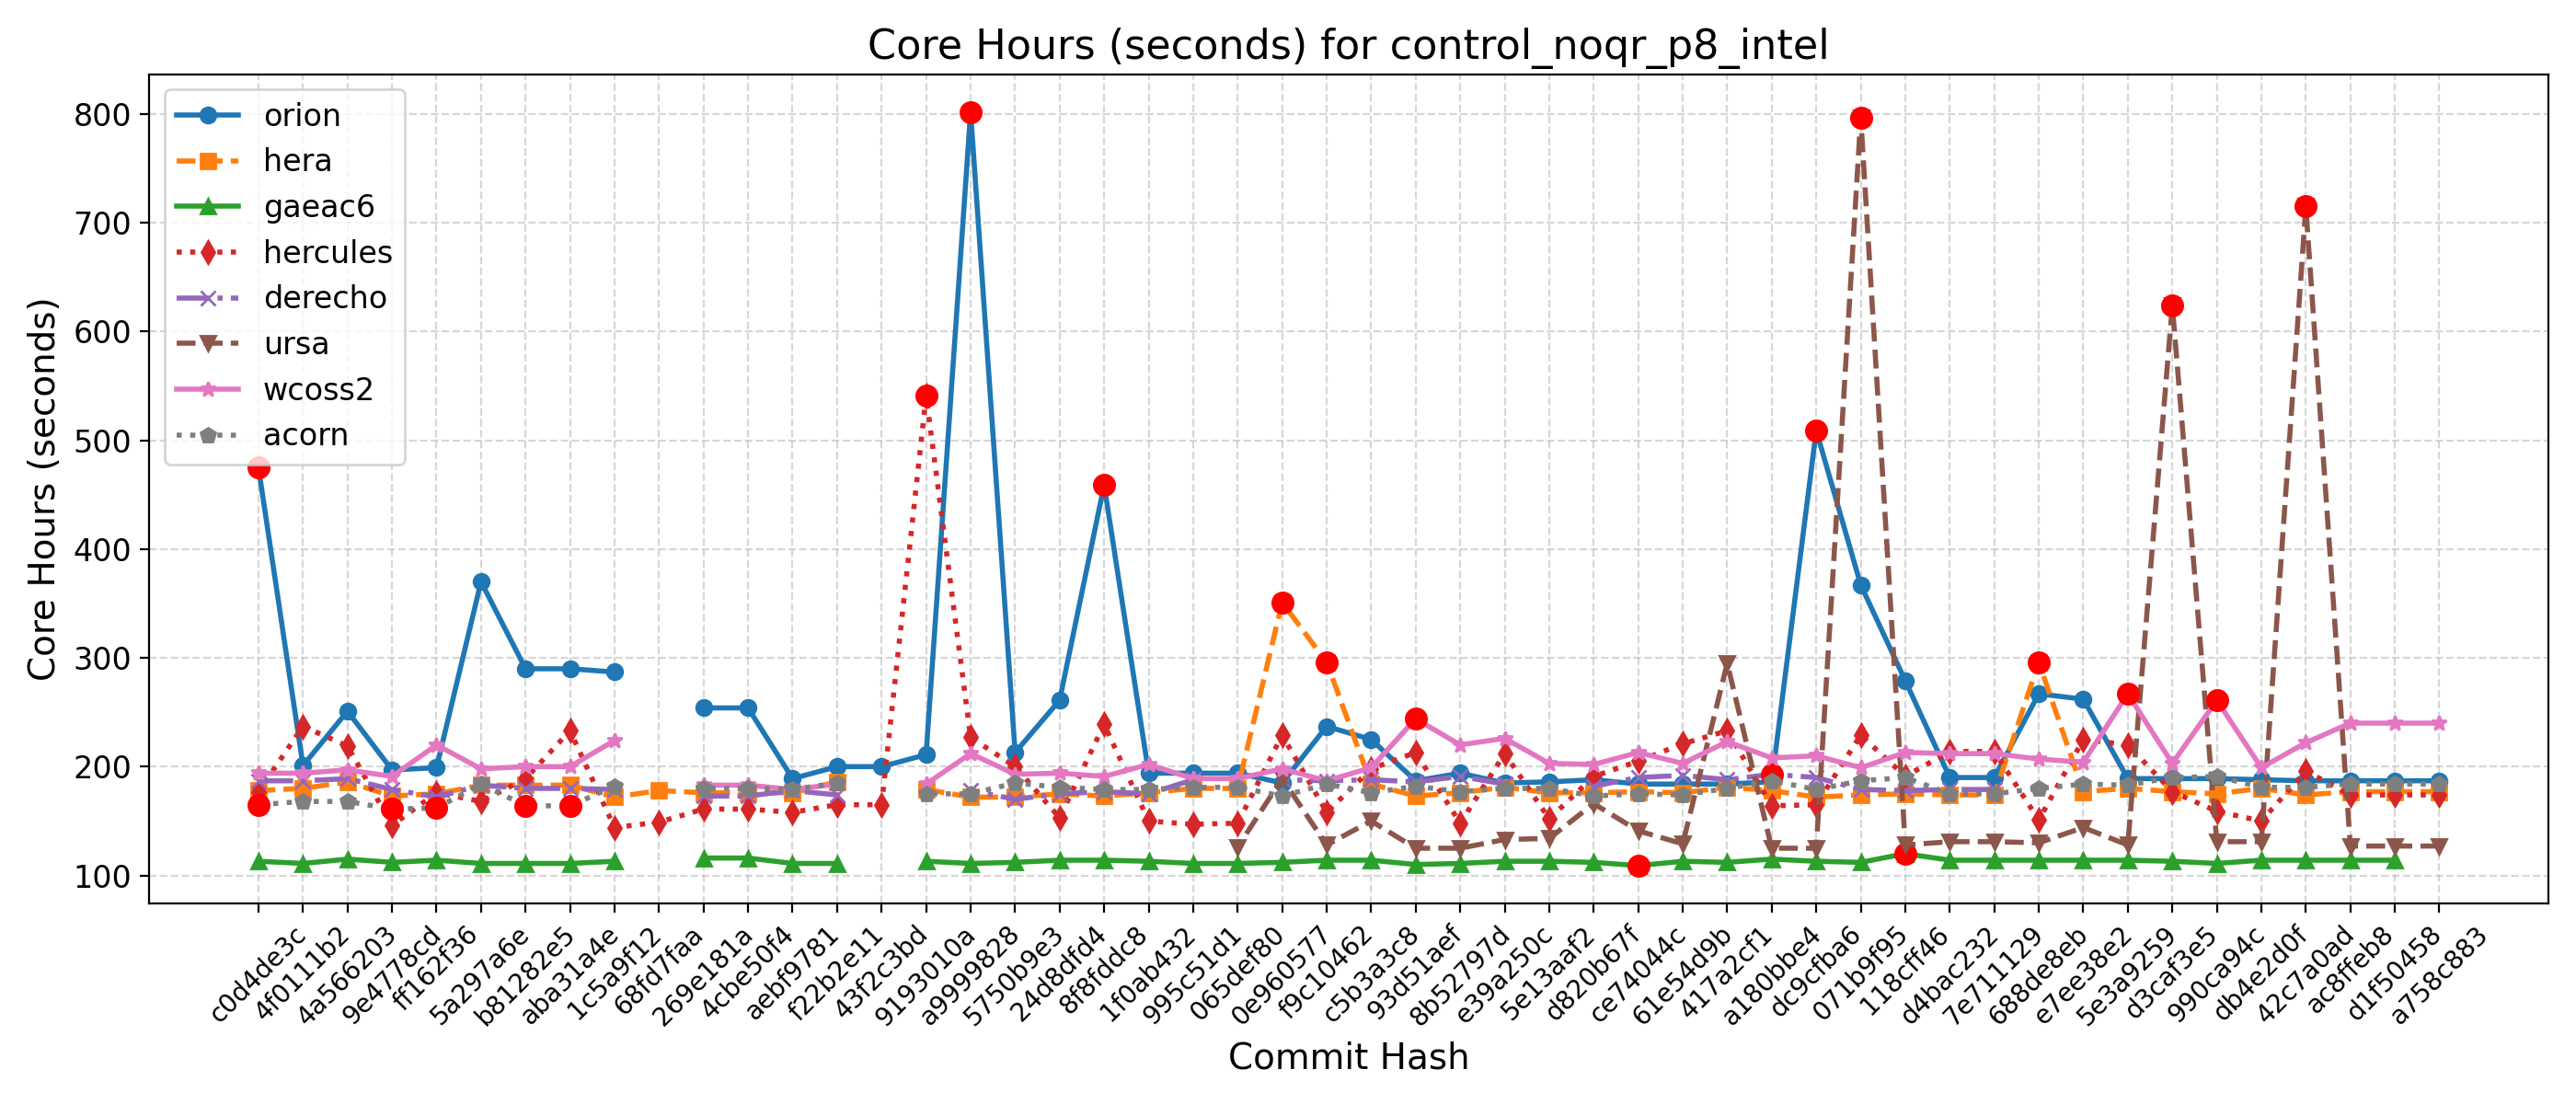 Core Hours (seconds) for control_noqr_p8_intel
Core Hours (seconds)
800
700
600
500
400
300
200
100
orion
hera
gaeac6
hercules
derecho
ursa
wcoss2
acorn
c0d4de3c
4f0111b2
4a566203
9e4778cd
ff162f36
5a297a6e
b81282e5
aba31a4e
1c5a9f12
68fd7faa
269e181a
4cbe50f4
aebf9781
f22b2e11
43f2c3bd
9193010a
a9999828
5750b9e3
24d8dfd4
8f8fddc8
1f0ab432
995c51d1
065def80
0e960577
f9c10462
c5b3a3c8
93d51aef
8b52797d
e39a250c
5e13aaf2
d820b67f
ce74044c
61e54d9b
417a2cf1
a180bbe4
dc9cfba6
071b9f95
118cff46
d4bac232
7e711129
688de8eb
e7ee38e2
5e3a9259
d3caf3e5
990ca94c
db4e2d0f
42c7a0ad
ac8ffeb8
d1f50458
a758c883
Commit Hash